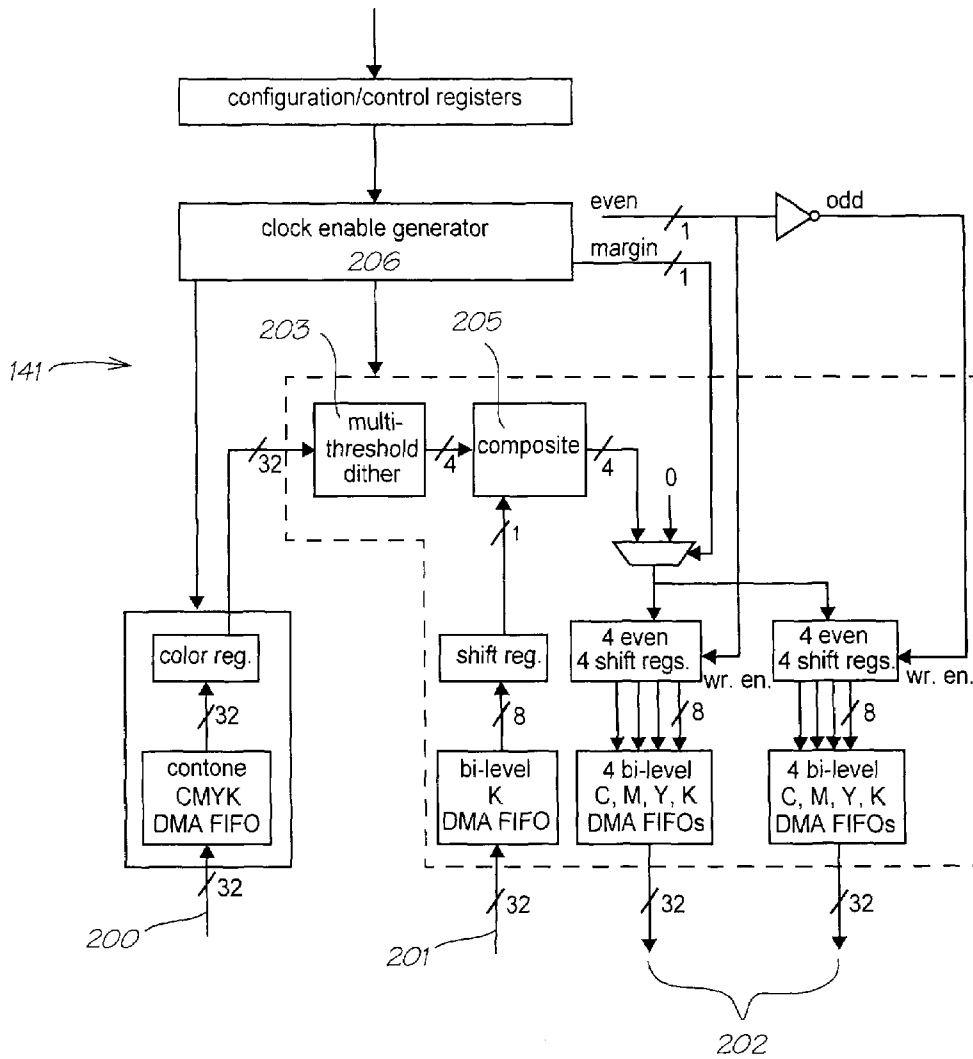 configuration/control registers
clock enable generator
206
even
1
odd
margin
1
141
203
205
multi-
threshold
dither
32
4
composite
4
0
1
color reg.
shift reg.
4 even
4 shift regs.
wr. en.
4 even
4 shift regs.
wr. en.
32
8
8
8
contone
CMYK
DMA FIFO
bi-level
K
DMA FIFO
4 bi-level
C, M, Y, K
DMA FIFOs
4 bi-level
C, M, Y, K
DMA FIFOs
32
32
32
32
200
201
202